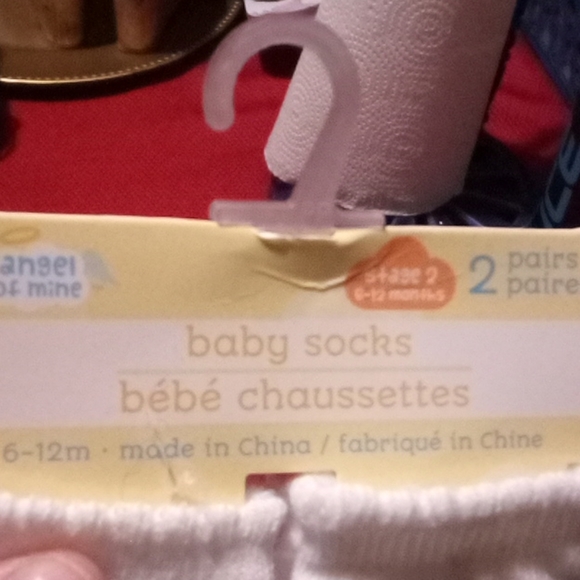 angel
of mine
stage 2
6-12 months
2 pairs
paire
baby socks
bébé chaussettes
6-12m · made in China / fabriqué in Chine